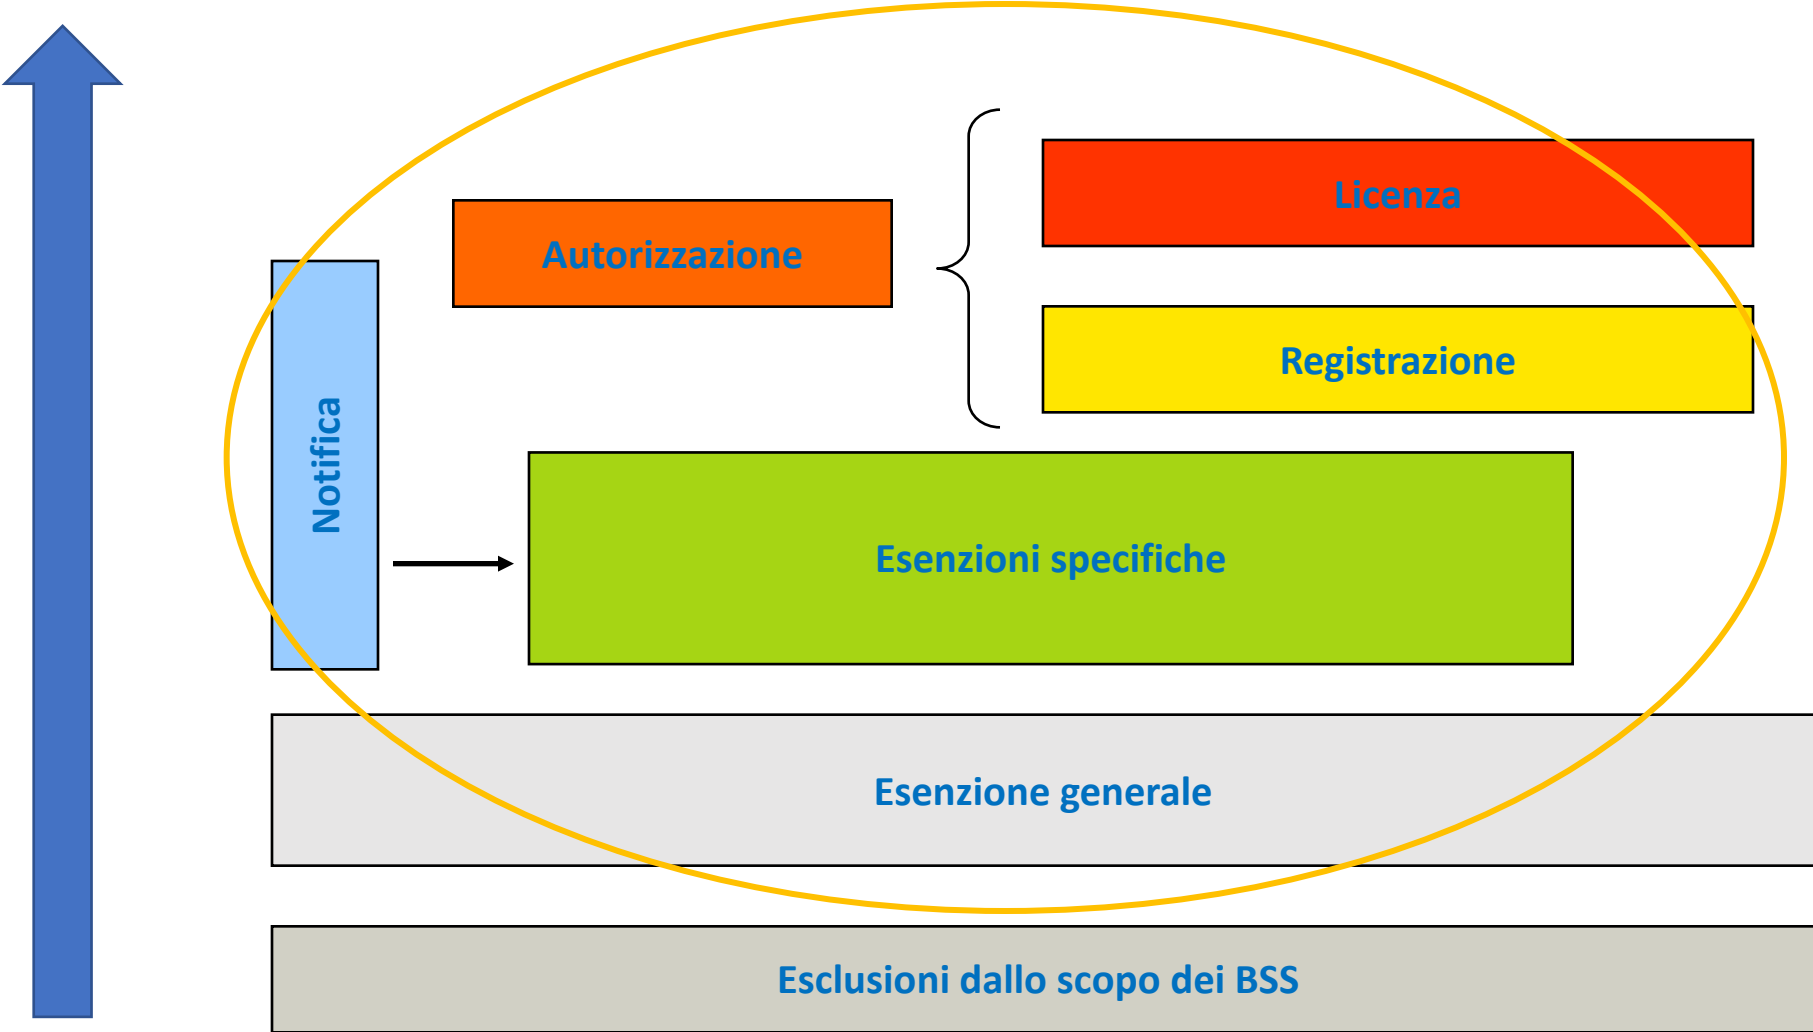 Licenza
Autorizzazione
Registrazione
Notifica
Esenzioni specifiche
Esenzione generale
Esclusioni dallo scopo dei BSS